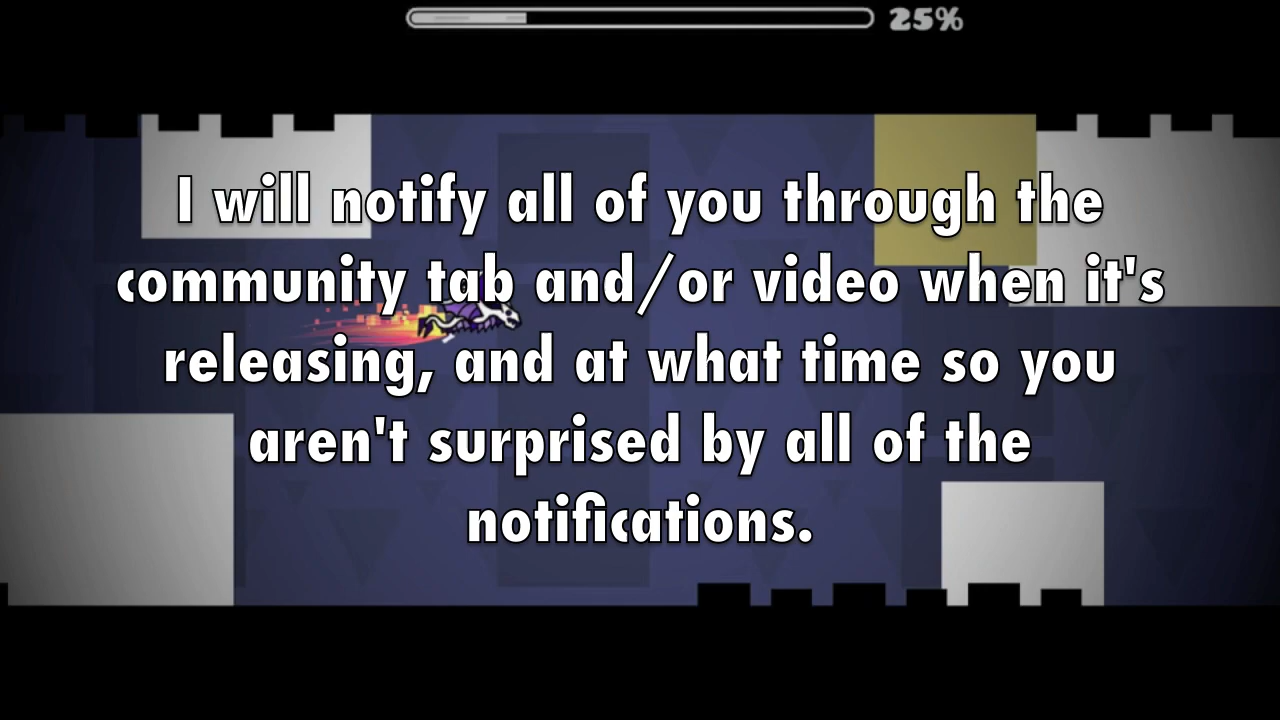 25%
I will notify all of you through the
community tab and/or video when it's
releasing, and at what time so you
aren't surprised by all of the
notifications.